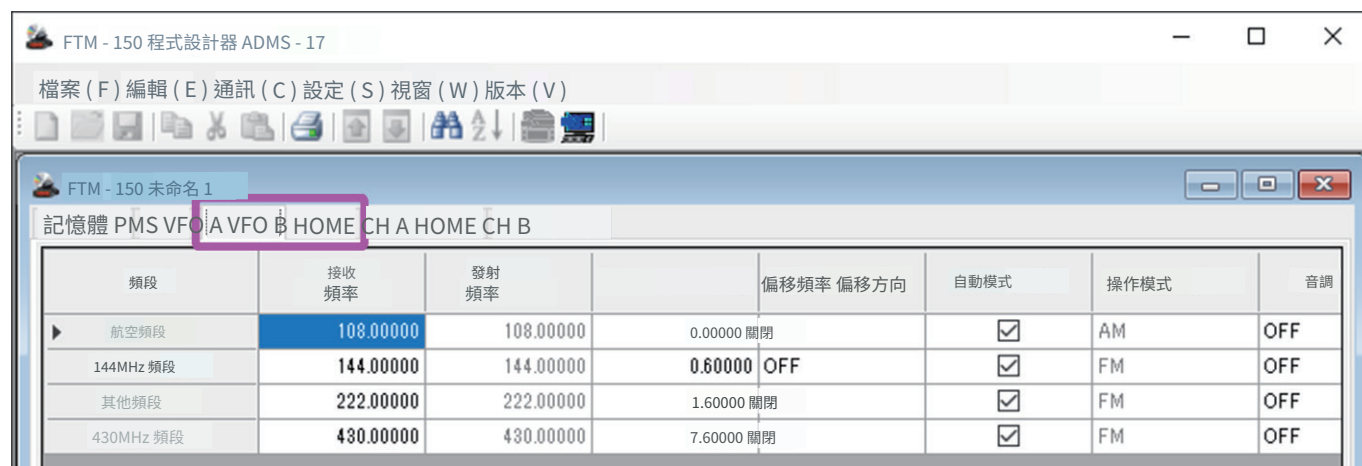 FTM - 150 程式設計器 ADMS - 17
檔案 ( F ) 編輯 ( E ) 通訊 ( C ) 設定 ( S ) 視窗 ( W ) 版本 ( V )
FTM - 150 未命名 1
記憶體 PMS VFO A VFO B HOME CH A HOME CH B
頻段 接收 頻率 發射 頻率 偏移頻率 偏移方向 自動模式 操作模式 音調
航空頻段 108.00000 108.00000 0.00000 關閉 AM OFF
144MHz 頻段 144.00000 144.00000 0.60000 OFF FM OFF
其他頻段 222.00000 222.00000 1.60000 關閉 FM OFF
430MHz 頻段 430.00000 430.00000 7.60000 關閉 FM OFF